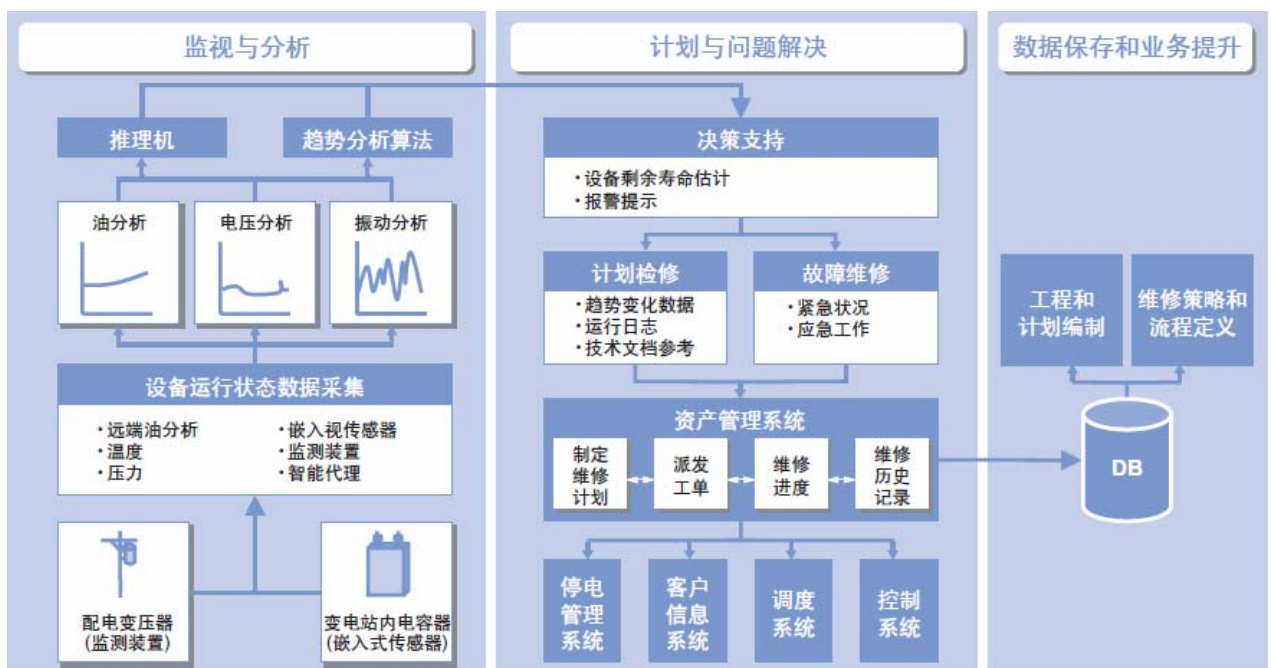 监视与分析
推理机
趋势分析算法
油分析
电压分析
振动分析
设备运行状态数据采集
·远端油分析
·温度
·压力
·嵌入视传感器
·监测装置
·智能代理
配电变压器
(监测装置)
变电站内电容器
(嵌入式传感器)
计划与问题解决
决策支持
·设备剩余寿命估计
·报警提示
计划检修
·趋势变化数据
·运行日志
·技术文档参考
故障维修
·紧急状况
·应急工作
资产管理系统
制定
维修
计划
派发
工单
维修
进度
维修
历史
记录
停电
管理
系统
客户
信息
系统
调度
系统
控制
系统
数据保存和业务提升
工程和
计划编制
维修策略和
流程定义
DB